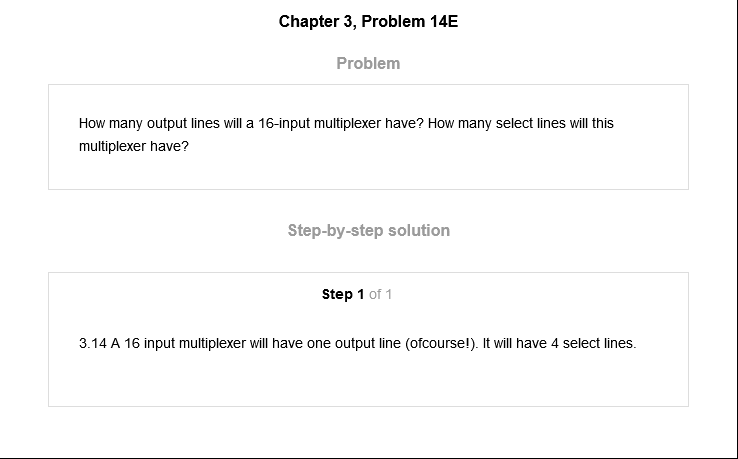 Chapter 3, Problem 14E
Problem
How many output lines will a 16-input multiplexer have? How many select lines will this
multiplexer have?
Step-by-step solution
Step 1 of 1
3.14 A 16 input multiplexer will have one output line (ofcourse!). It will have 4 select lines.